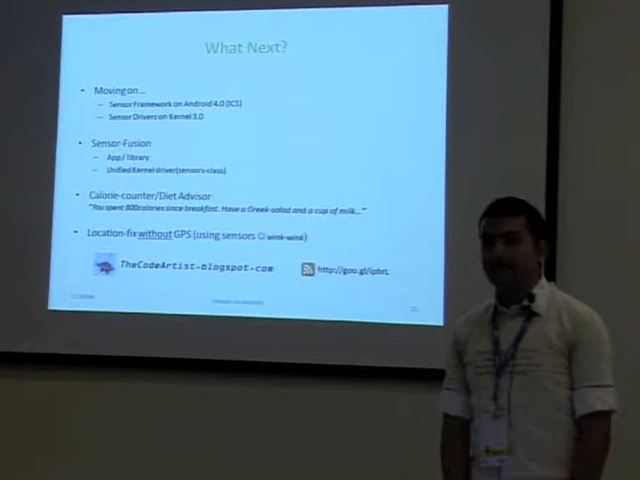 What Next?
• Moving on...
– Sensor Framework on Android 4.0 (ICS)
– Sensor Drivers on Kernel 3.0
• Sensor-Fusion
– App/ library
– Unified Kernel driver(sensors-class)
• Calorie-counter/Diet Advisor
"You spent 800calories since breakfast. Have a Greek-salad and a cup of milk..."
• Location-fix without GPS (using sensors ☺ wink-wink)
TheCodeArtist-blogspot-com
http://goo.gl/ipbrL